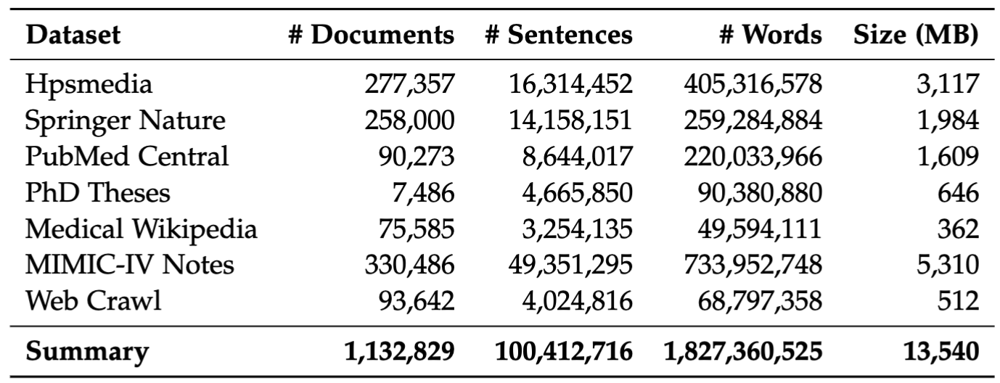 Dataset # Documents # Sentences # Words Size (MB)
Hpsmedia 277,357 16,314,452 405,316,578 3,117
Springer Nature 258,000 14,158,151 259,284,884 1,984
PubMed Central 90,273 8,644,017 220,033,966 1,609
PhD Theses 7,486 4,665,850 90,380,880 646
Medical Wikipedia 75,585 3,254,135 49,594,111 362
MIMIC-IV Notes 330,486 49,351,295 733,952,748 5,310
Web Crawl 93,642 4,024,816 68,797,358 512
Summary 1,132,829 100,412,716 1,827,360,525 13,540